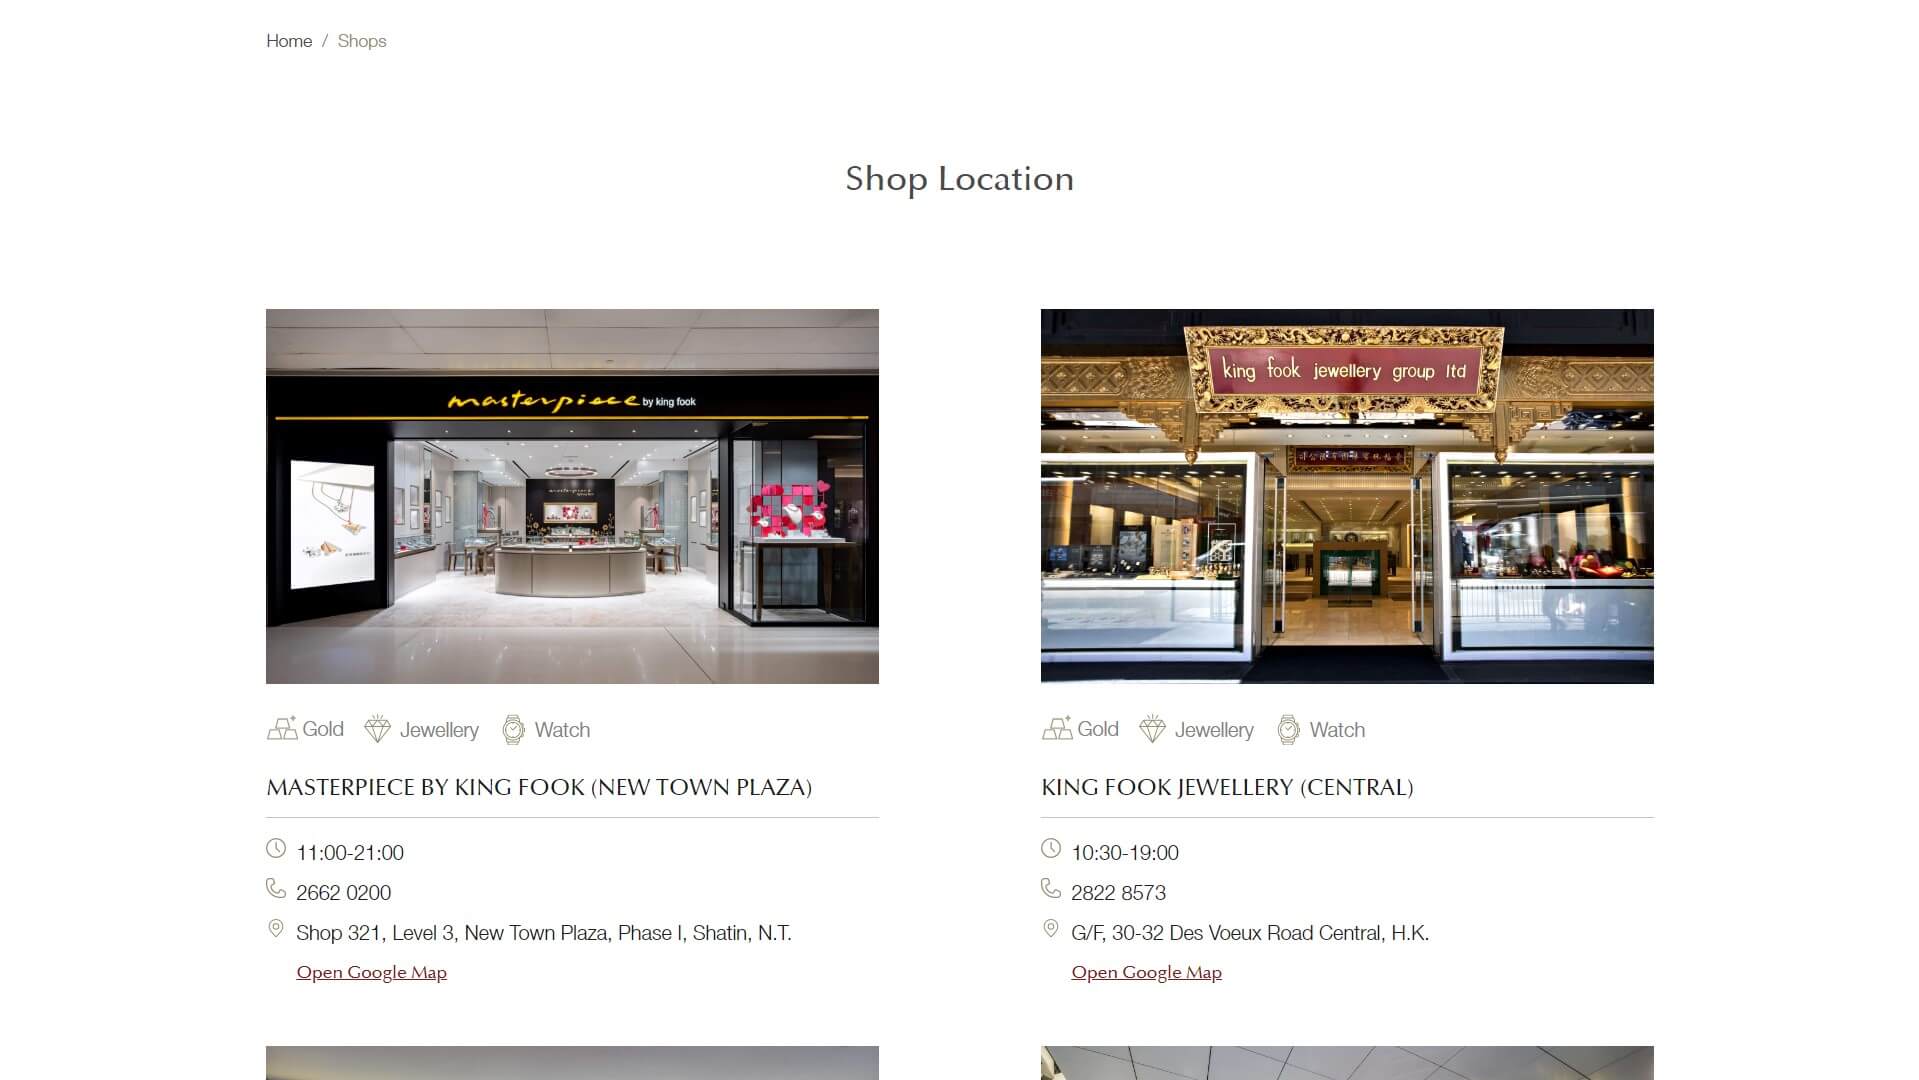 Home / Shops
Shop Location
masterpiece by king fook
masterpiece
king fook jewellery group ltd
Gold Jewellery Watch
MASTERPIECE BY KING FOOK (NEW TOWN PLAZA)
11:00-21:00
2662 0200
Shop 321, Level 3, New Town Plaza, Phase I, Shatin, N.T.
Open Google Map
Gold Jewellery Watch
KING FOOK JEWELLERY (CENTRAL)
10:30-19:00
2822 8573
G/F, 30-32 Des Voeux Road Central, H.K.
Open Google Map